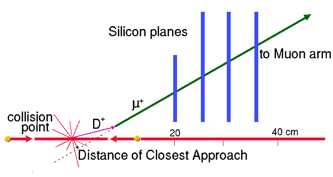 Silicon planes
to Muon arm
μ⁺
D⁺
collision
point
20
40 cm
Distance of Closest Approach